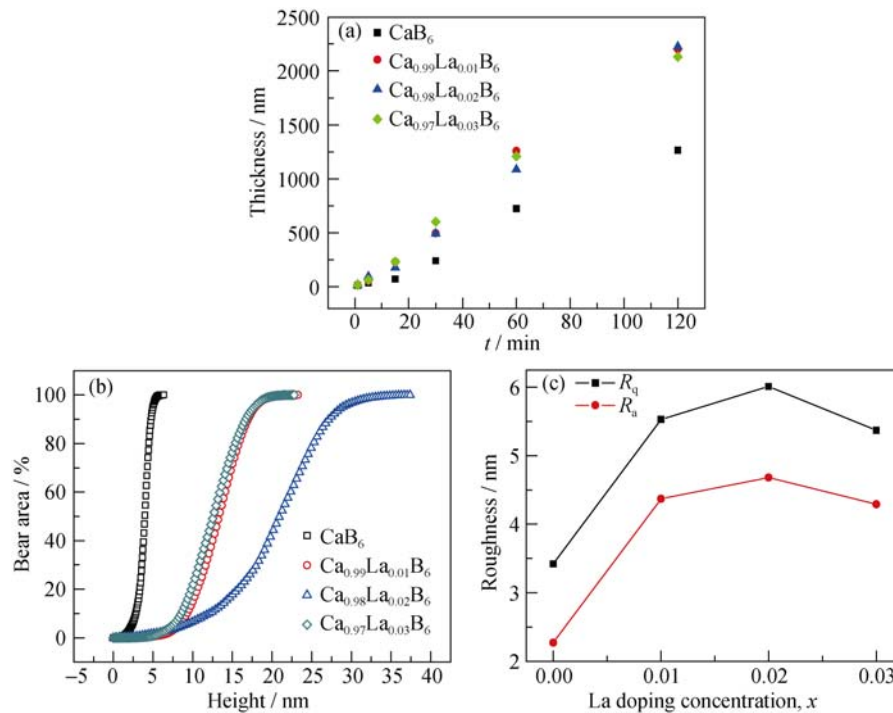 (a)
CaB₆
Ca₀.₉₉La₀.₀₁B₆
Ca₀.₉₈La₀.₀₂B₆
Ca₀.₉₇La₀.₀₃B₆
Thickness / nm
2500
2000
1500
1000
500
0
0 20 40 60 80 100 120
t / min
(b)
Bear area / %
100
80
60
40
20
0
CaB₆
Ca₀.₉₉La₀.₀₁B₆
Ca₀.₉₈La₀.₀₂B₆
Ca₀.₉₇La₀.₀₃B₆
−5 0 5 10 15 20 25 30 35 40
Height / nm
(c)
Rq
Ra
Roughness / nm
6
5
4
3
2
0.00 0.01 0.02 0.03
La doping concentration, x